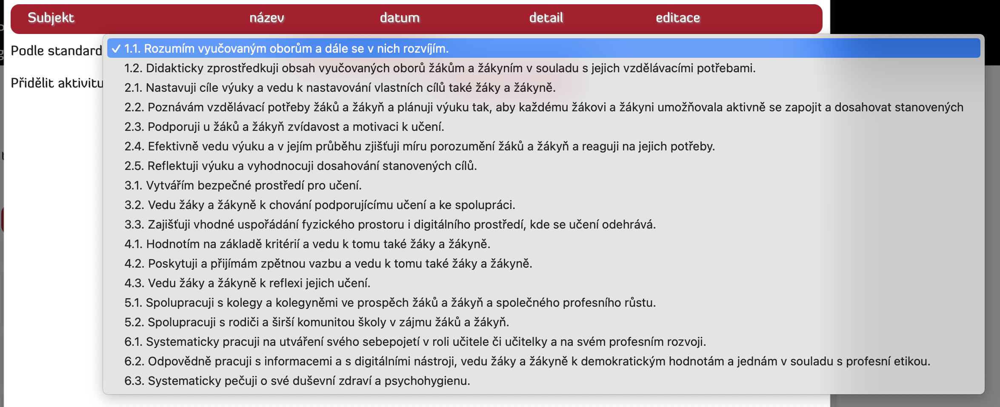 Subjekt název datum detail editace
Podle standard
✓ 1.1. Rozumím vyučovaným oborům a dále se v nich rozvíjím.
1.2. Didakticky zprostředkuji obsah vyučovaných oborů žákům a žákyním v souladu s jejich vzdělávacími potřebami.
Přidělit aktivitu
2.1. Nastavuji cíle výuky a vedu k nastavování vlastních cílů také žáky a žákyně.
2.2. Poznávám vzdělávací potřeby žáků a žákyň a plánuji výuku tak, aby každému žákovi a žákyni umožňovala aktivně se zapojit a dosahovat stanovených
2.3. Podporuji u žáků a žákyň zvídavost a motivaci k učení.
2.4. Efektivně vedu výuku a v jejím průběhu zjišťuji míru porozumění žáků a žákyň a reaguji na jejich potřeby.
2.5. Reflektuji výuku a vyhodnocuji dosahování stanovených cílů.
3.1. Vytvářím bezpečné prostředí pro učení.
3.2. Vedu žáky a žákyně k chování podporujícímu učení a ke spolupráci.
3.3. Zajišťuji vhodné uspořádání fyzického prostoru i digitálního prostředí, kde se učení odehrává.
4.1. Hodnotím na základě kritérií a vedu k tomu také žáky a žákyně.
4.2. Poskytuji a přijímám zpětnou vazbu a vedu k tomu také žáky a žákyně.
4.3. Vedu žáky a žákyně k reflexi jejich učení.
5.1. Spolupracuji s kolegy a kolegyněmi ve prospěch žáků a žákyň a společného profesního růstu.
5.2. Spolupracuji s rodiči a širší komunitou školy v zájmu žáků a žákyň.
6.1. Systematicky pracuji na utváření svého sebepojetí v roli učitele či učitelky a na svém profesním rozvoji.
6.2. Odpovědně pracuji s informacemi a s digitálními nástroji, vedu žáky a žákyně k demokratickým hodnotám a jednám v souladu s profesní etikou.
6.3. Systematicky pečuji o své duševní zdraví a psychohygienu.